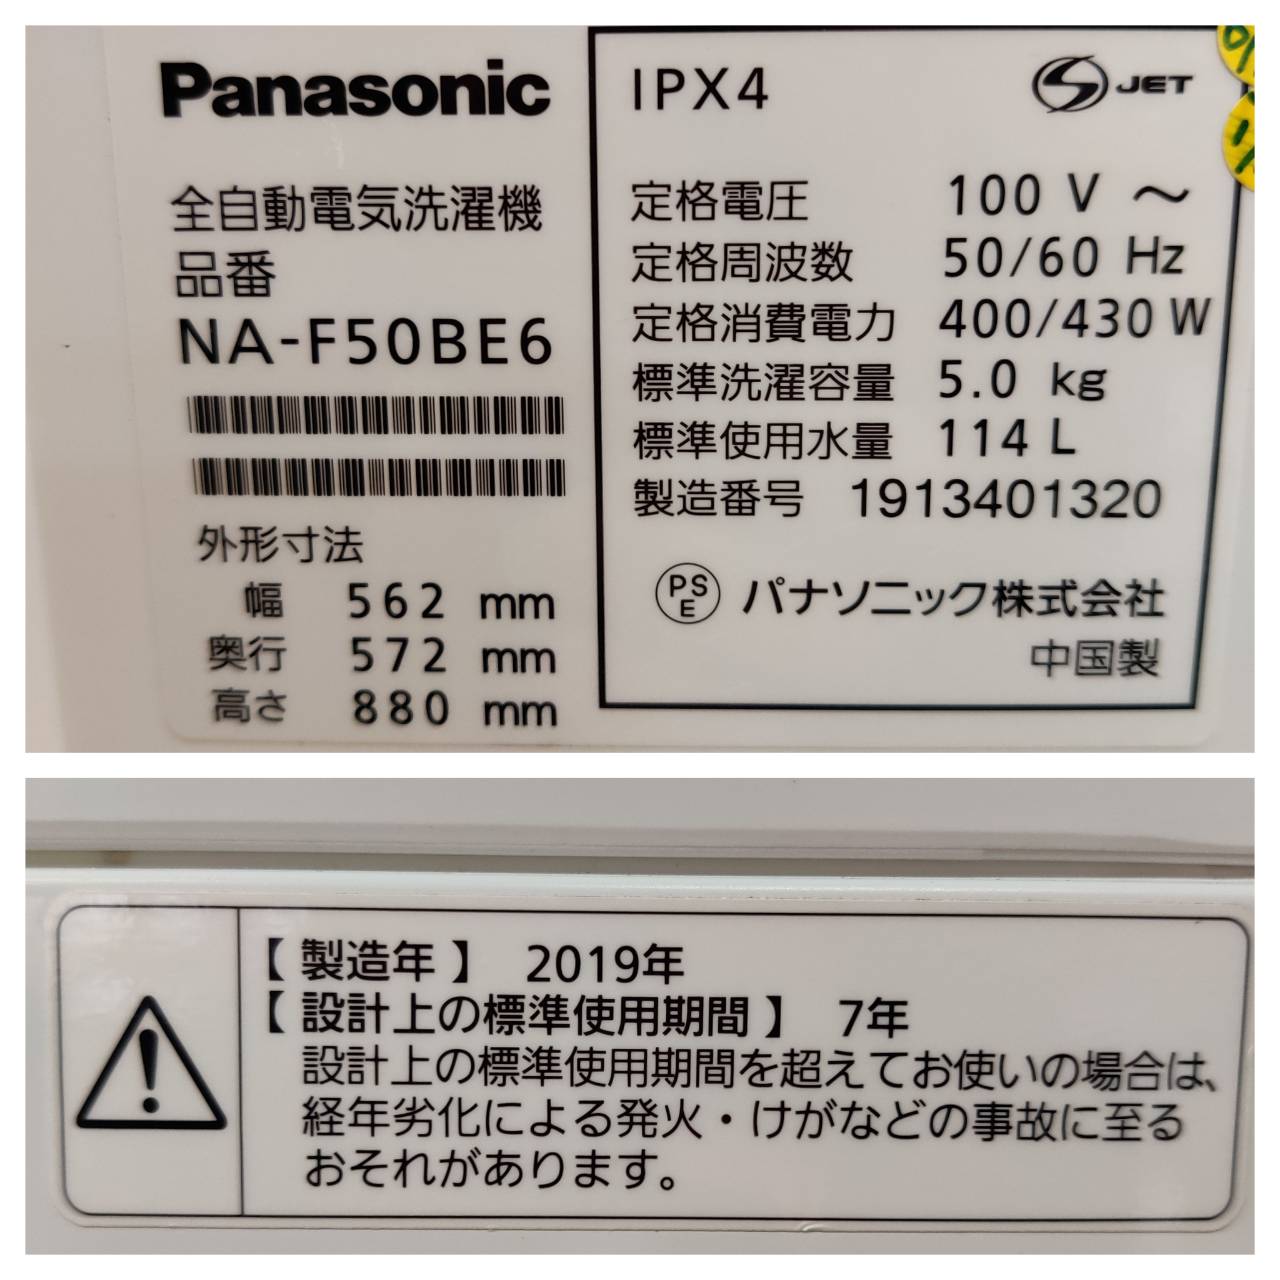 Panasonic
全自動電気洗濯機
品番
NA-F50BE6
外形寸法
幅 562 mm
奥行 572 mm
高さ 880 mm
IPX4
JET
定格電圧 100 V ～
定格周波数 50/60 Hz
定格消費電力 400/430 W
標準洗濯容量 5.0 kg
標準使用水量 114 L
製造番号 1913401320
PSE パナソニック株式会社
中国製
【製造年】 2019年
【設計上の標準使用期間】 7年
設計上の標準使用期間を超えてお使いの場合は、
経年劣化による発火・けがなどの事故に至る
おそれがあります。